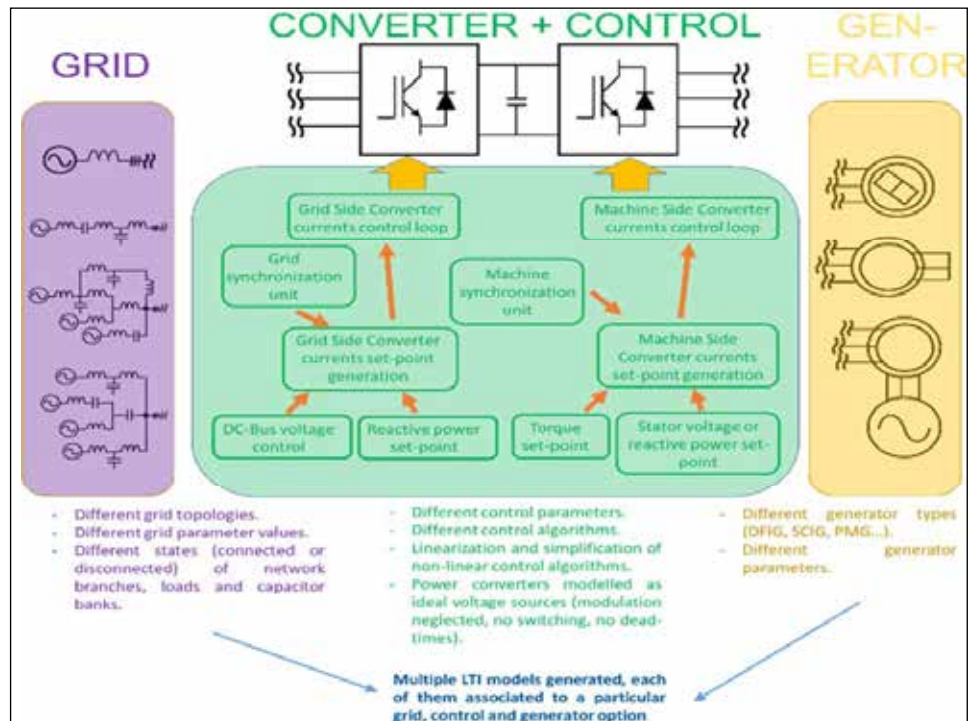 CONVERTER + CONTROL
GRID
GEN-
ERATOR
Grid Side Converter
currents control loop
Machine Side Converter
currents control loop
Grid
synchronization
unit
Machine
synchronization
unit
Grid Side Converter
currents set-point
generation
Machine Side
Converter currents
set-point generation
DC-Bus voltage
control
Reactive power
set-point
Torque
set-point
Stator voltage or
reactive power set-
point
- Different grid topologies.
- Different grid parameter values.
- Different states (connected or
disconnected) of network
branches, loads and capacitor
banks.
- Different control parameters.
- Different control algorithms.
- Linearization and simplification of
non-linear control algorithms.
- Power converters modelled as
ideal voltage sources (modulation
neglected, no switching, no dead-
times).
- Different generator types
(DFIG, SCIG, PMG...).
- Different generator
parameters.
Multiple LTI models generated, each
of them associated to a particular
grid, control and generator option